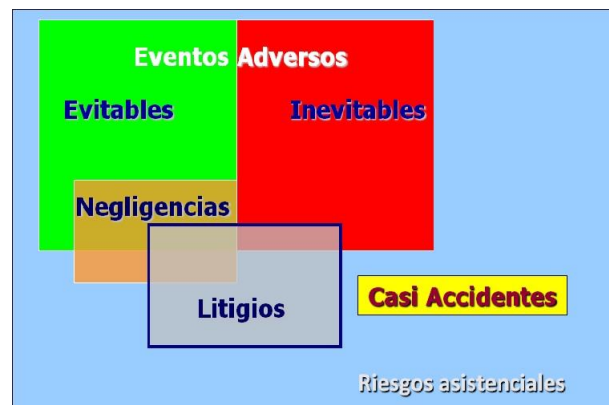 Eventos Adversos
Evitables Inevitables
Negligencias
Litigios
Casi Accidentes
Riesgos asistenciales